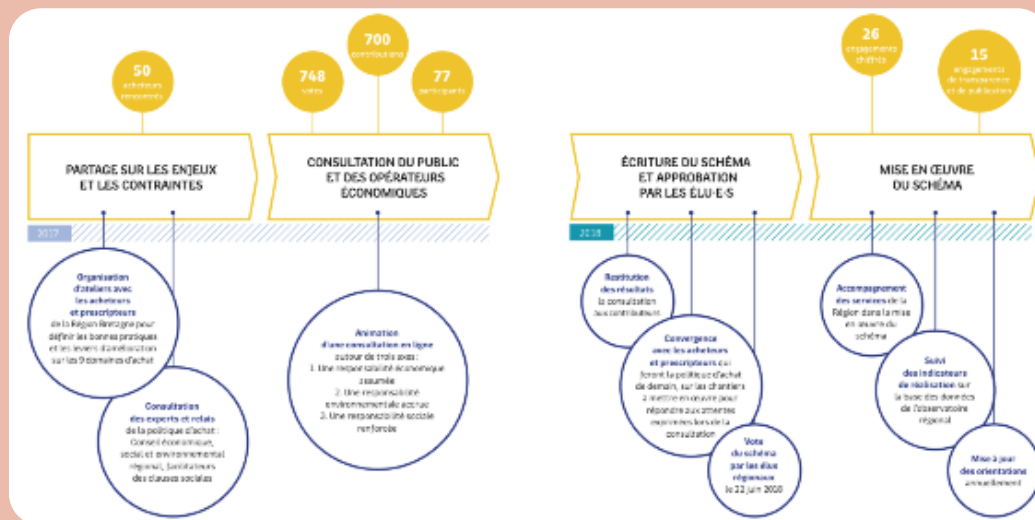 50
acheteurs
rencontrés
748
votes
700
contributions
77
participants
26
engagements
chiffrés
15
engagements
de transparence
et de publication
PARTAGE SUR LES ENJEUX
ET LES CONTRAINTES
CONSULTATION DU PUBLIC
ET DES OPÉRATEURS
ÉCONOMIQUES
ÉCRITURE DU SCHÉMA
ET APPROBATION
PAR LES ÉLU·E·S
MISE EN ŒUVRE
DU SCHÉMA
2017
2018
Organisation
d'ateliers avec
les acheteurs
et prescripteurs
de la Région Bretagne pour
définir les bonnes pratiques
et les leviers d'amélioration
sur les 9 domaines d'achat
Consultation
des experts et relais
de la politique d'achat :
Conseil économique,
social et environnemental
régional, facilitateurs
des clauses sociales
Animation
d'une consultation en ligne
autour de trois axes :
1. Une responsabilité économique
assumée
2. Une responsabilité
environnementale accrue
3. Une responsabilité sociale
renforcée
Restitution
des résultats
la consultation
aux contributeurs
Convergence
avec les acheteurs
et prescripteurs qui
feront la politique d'achat
de demain, sur les chantiers
à mettre en œuvre pour
répondre aux attentes
exprimées lors de la
consultation
Vote
du schéma
par les élus
régionaux
le 22 juin 2018
Accompagnement
des services de la
Région dans la mise
en œuvre du
schéma
Suivi
des indicateurs
de réalisation sur
la base des données
de l'observatoire
régional
Mise à jour
des orientations
annuellement